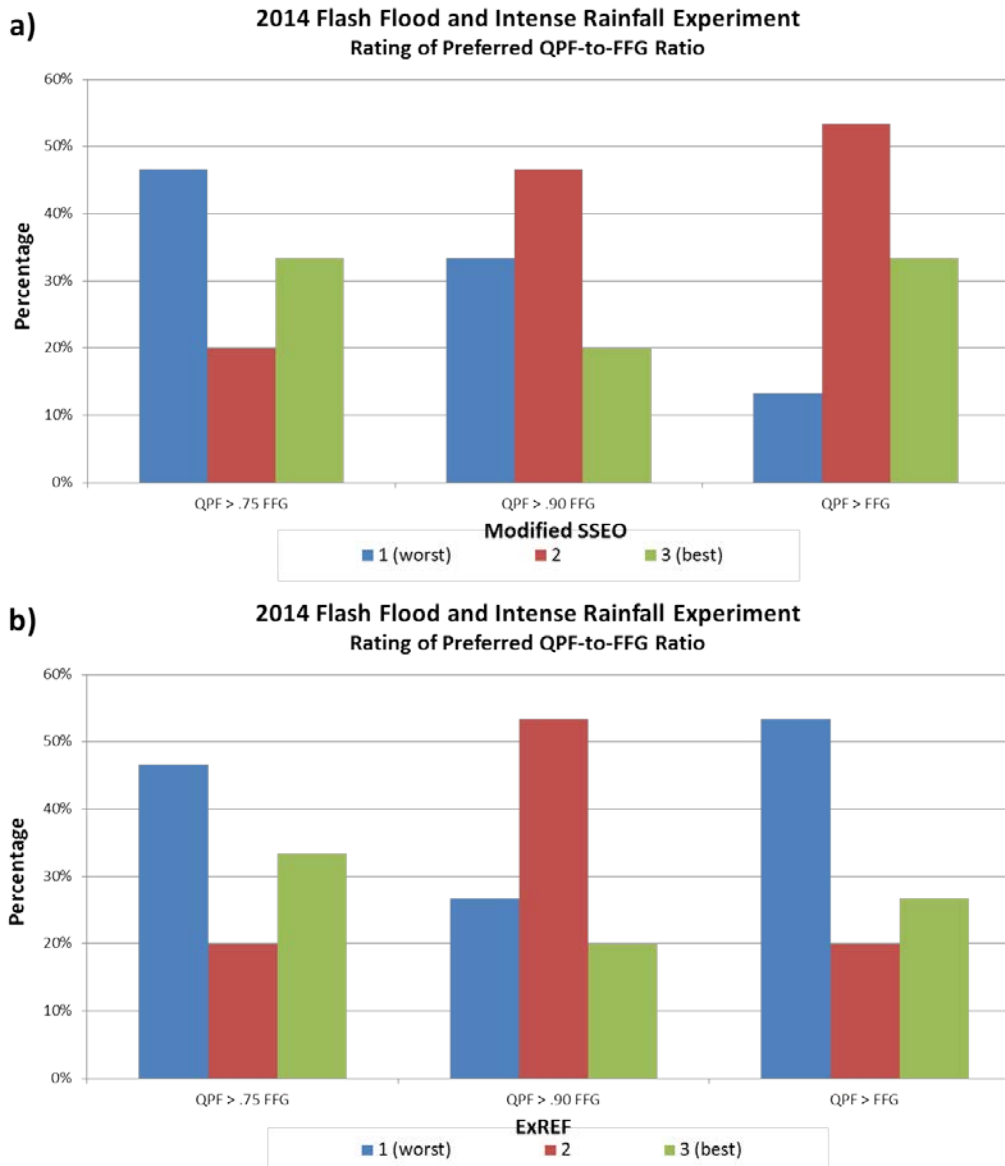 a)
2014 Flash Flood and Intense Rainfall Experiment
Rating of Preferred QPF-to-FFG Ratio
60%
50%
40%
30%
20%
10%
0%
Percentage
QPF > .75 FFG QPF > .90 FFG QPF > FFG
Modified SSEO
1 (worst) 2 3 (best)
b)
2014 Flash Flood and Intense Rainfall Experiment
Rating of Preferred QPF-to-FFG Ratio
60%
50%
40%
30%
20%
10%
0%
Percentage
QPF > .75 FFG QPF > .90 FFG QPF > FFG
ExREF
1 (worst) 2 3 (best)